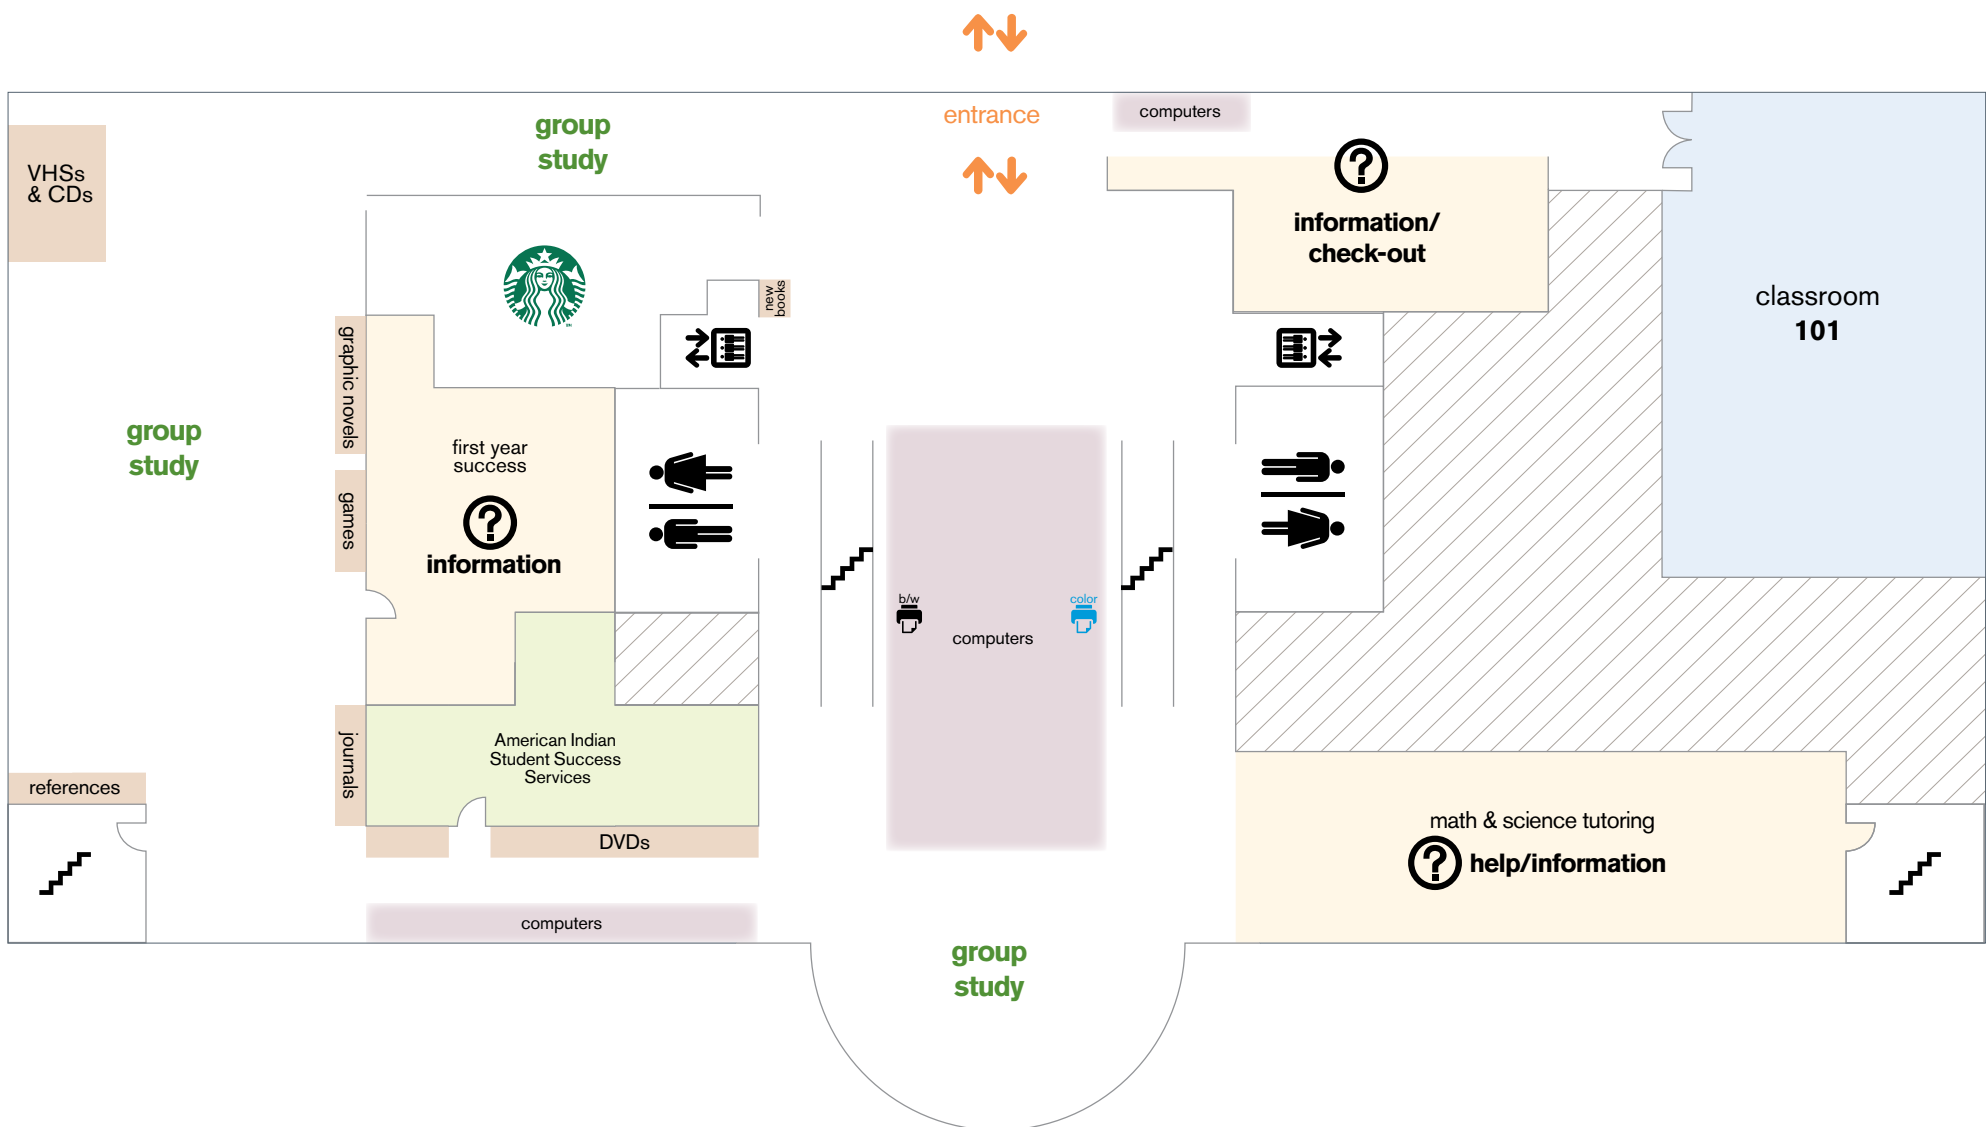 entrance
computers
group
study
VHSs
& CDs
information/
check-out
new
books
classroom
101
graphic novels
group
study
first year
success
information
games
b/w
color
computers
journals
American Indian
Student Success
Services
references
DVDs
math & science tutoring
help/information
computers
group
study